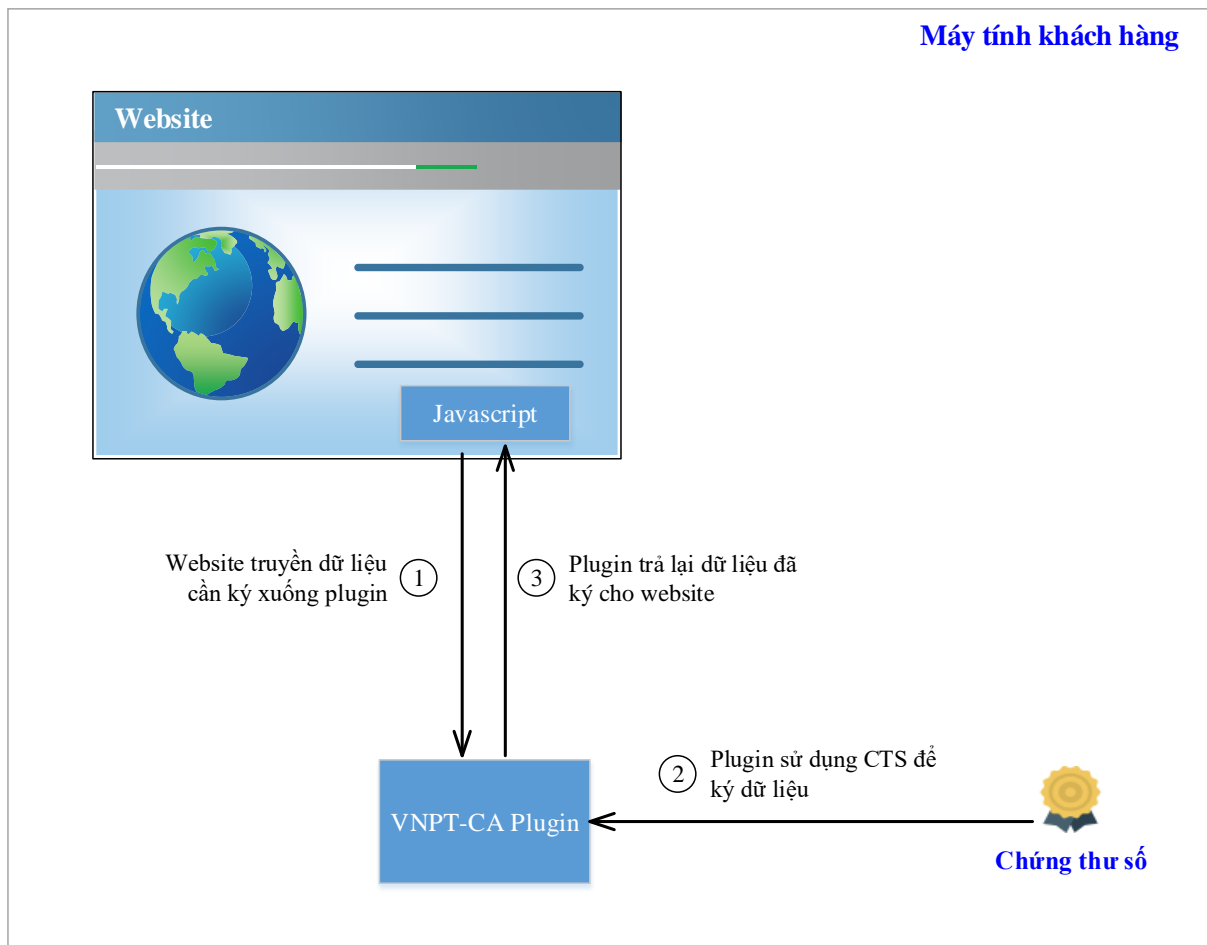 Máy tính khách hàng
Website
Javascript
Website truyền dữ liệu
cần ký xuống plugin
1
3
Plugin trả lại dữ liệu đã
ký cho website
2
Plugin sử dụng CTS để
ký dữ liệu
VNPT-CA Plugin
Chứng thư số